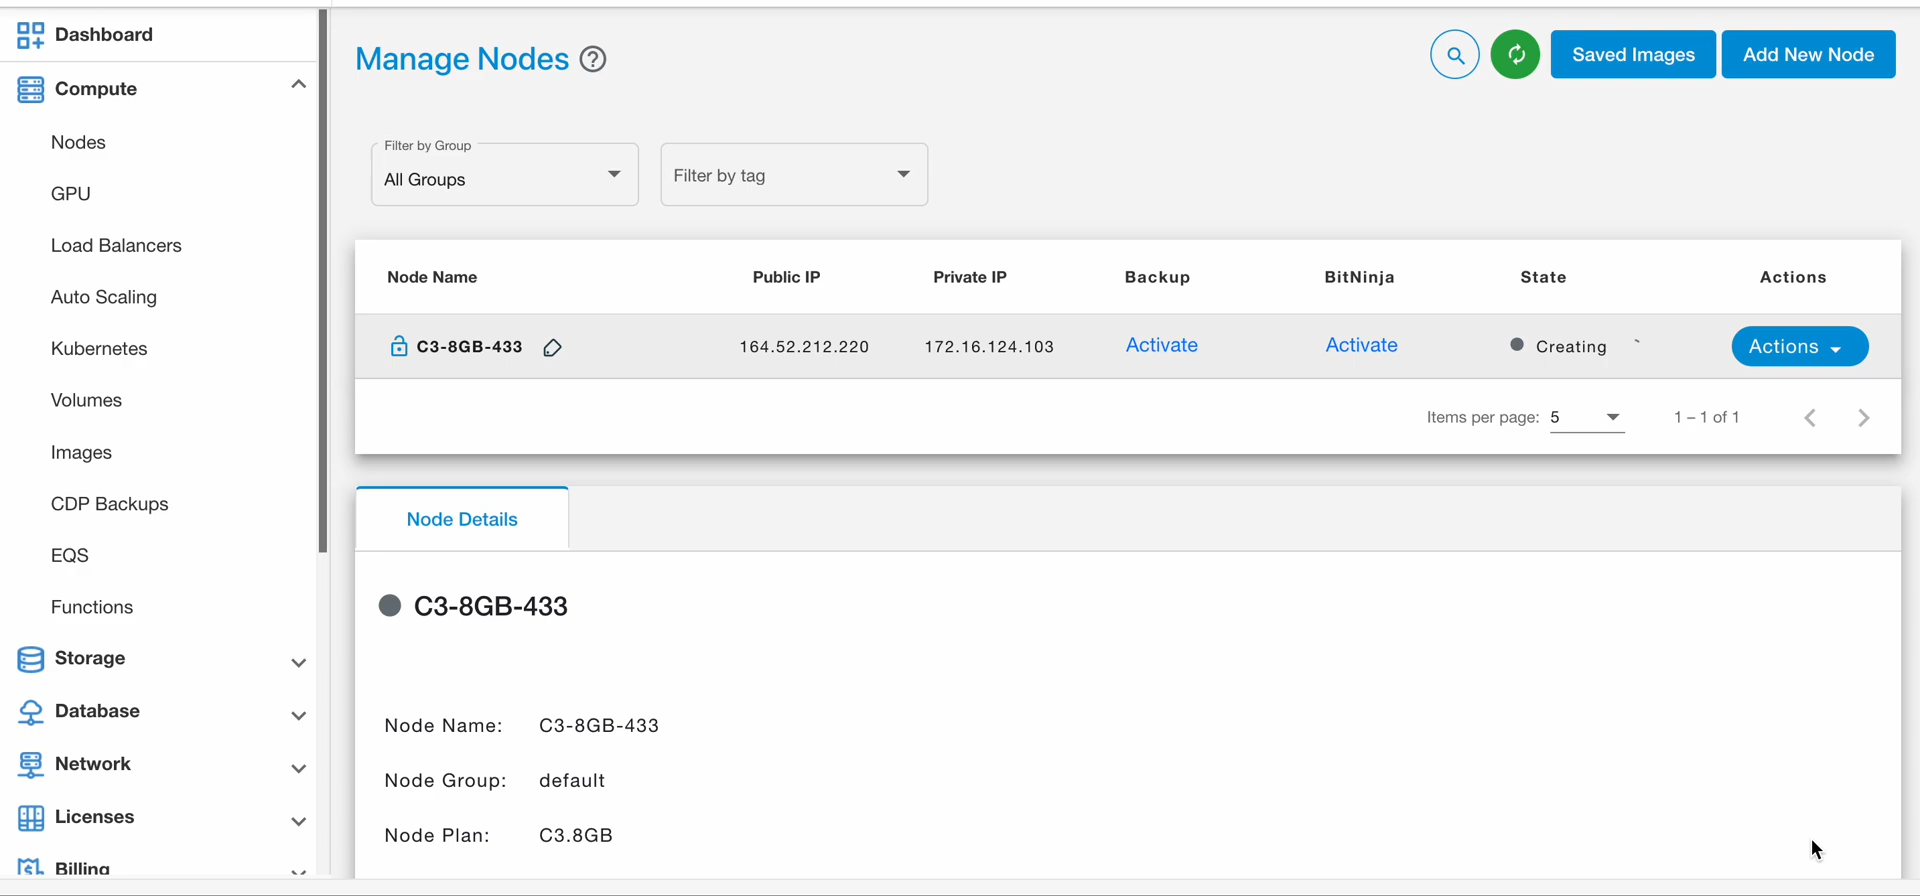 Dashboard
Compute
Nodes
GPU
Load Balancers
Auto Scaling
Kubernetes
Volumes
Images
CDP Backups
EQS
Functions
Storage
Database
Network
Licenses
Billing
Manage Nodes ?
Saved Images
Add New Node
Filter by Group
All Groups
Filter by tag
Node Name Public IP Private IP Backup BitNinja State Actions
C3-8GB-433 164.52.212.220 172.16.124.103 Activate Activate Creating Actions
Items per page: 5 1 – 1 of 1
Node Details
C3-8GB-433
Node Name: C3-8GB-433
Node Group: default
Node Plan: C3.8GB